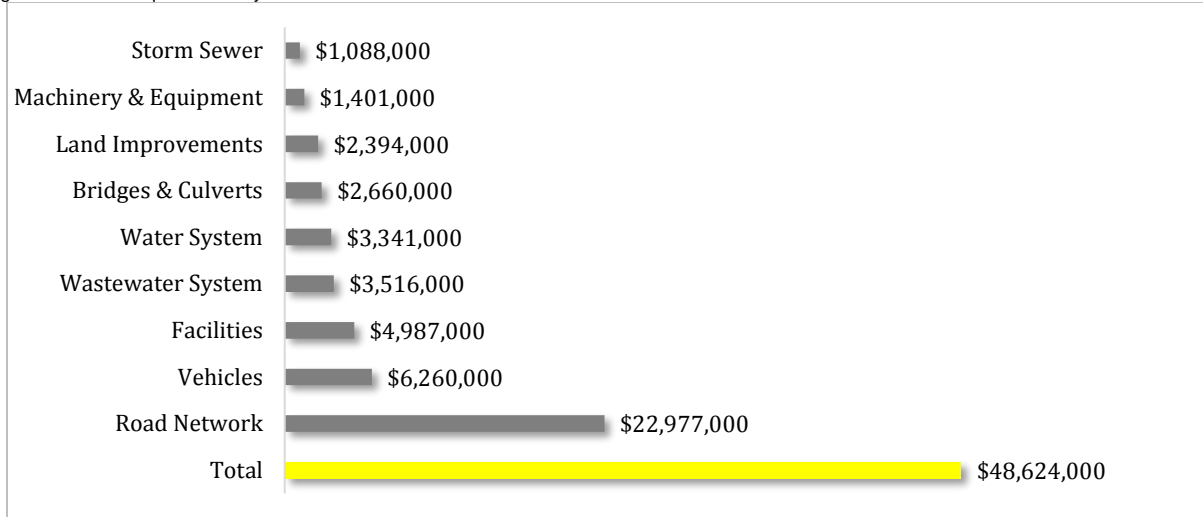 Storm Sewer $1,088,000
Machinery & Equipment $1,401,000
Land Improvements $2,394,000
Bridges & Culverts $2,660,000
Water System $3,341,000
Wastewater System $3,516,000
Facilities $4,987,000
Vehicles $6,260,000
Road Network $22,977,000
Total $48,624,000